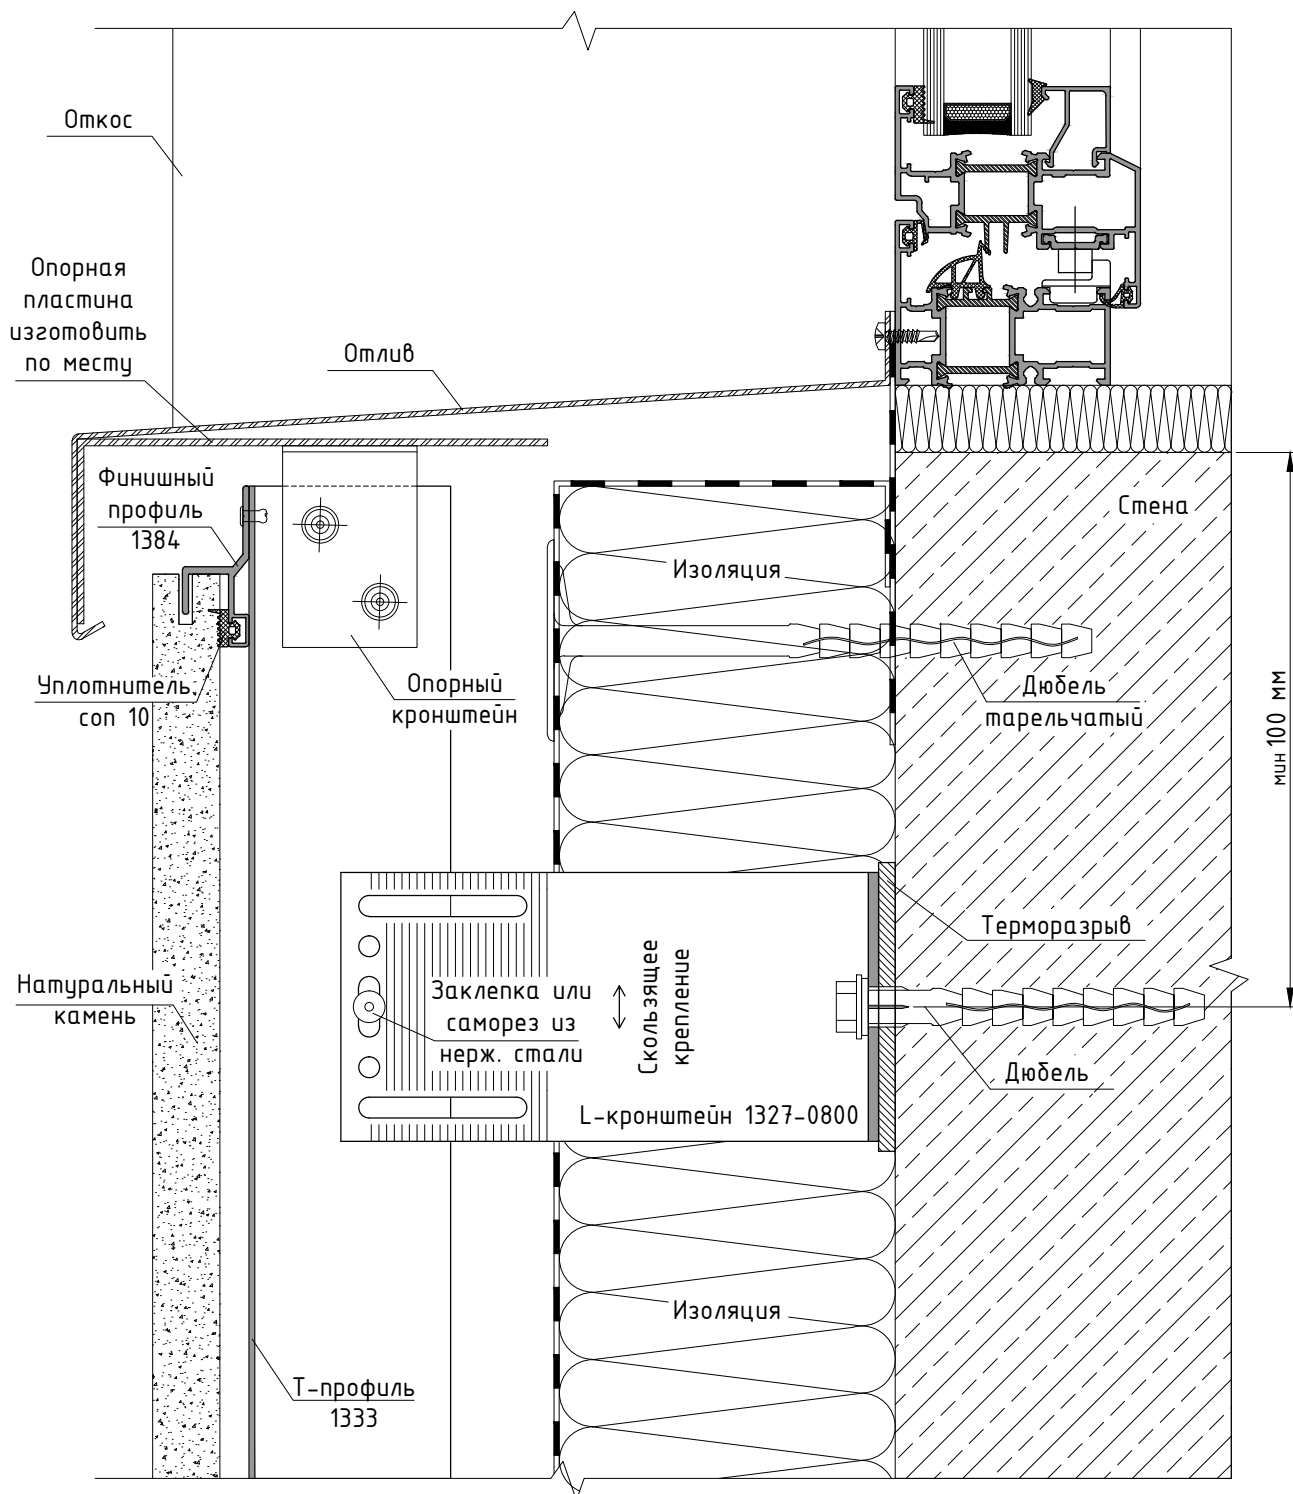 Откос
Опорная
пластина
изготовить
по месту
Отлив
Финишный
профиль
1384
Стена
Изоляция
Уплотнитель
соп 10
Опорный
кронштейн
Дюбель
тарельчатый
мин 100 мм
Терморазрыв
Натуральный
камень
Заклепка или
саморез из
нерж. стали
Скользящее
крепление
Дюбель
L-кронштейн 1327-0800
Изоляция
Т-профиль
1333